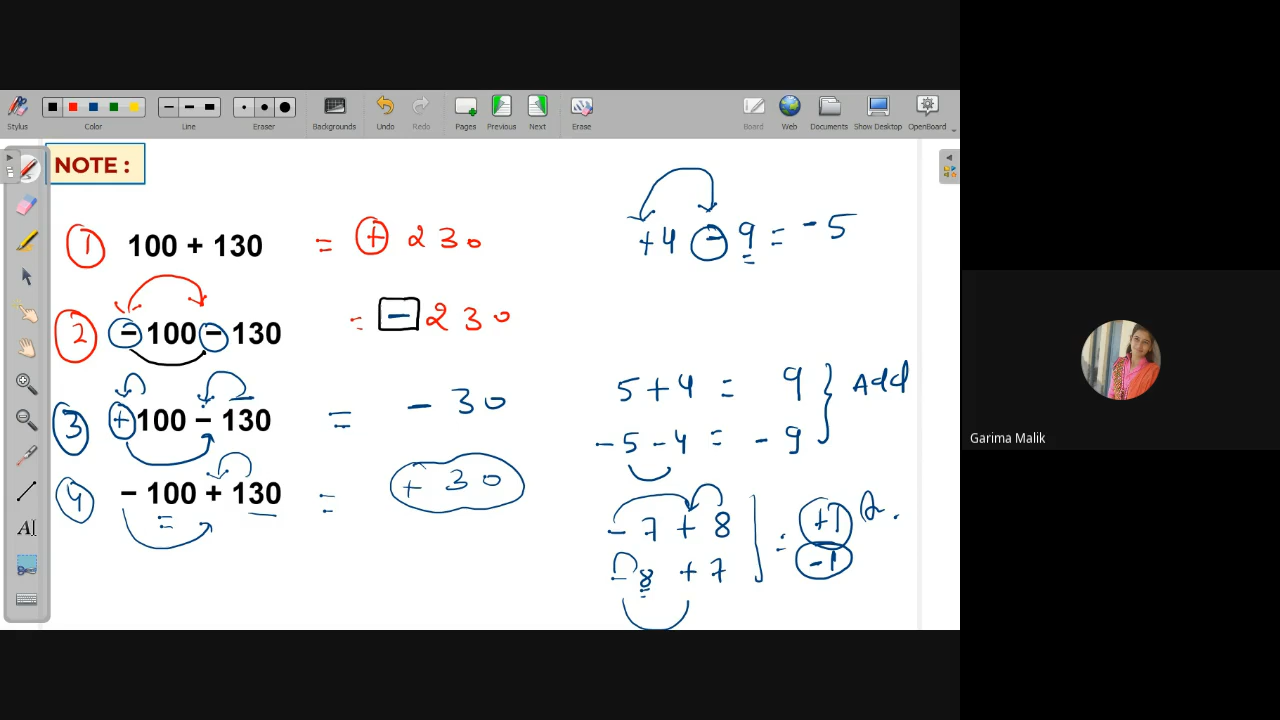 Stylus Color Line Eraser Backgrounds Undo Redo Pages Previous Next Erase Board Web Documents Show Desktop OpenBoard
NOTE :
① 100 + 130 = + 230
② − 100 − 130 = − 230
③ + 100 − 130 = − 30
④ − 100 + 130 = + 30
+4 − 9 = −5
5 + 4 = 9 } Add
−5 − 4 = −9
−7 + 8 = +1
−8 + 7 −1
Garima Malik